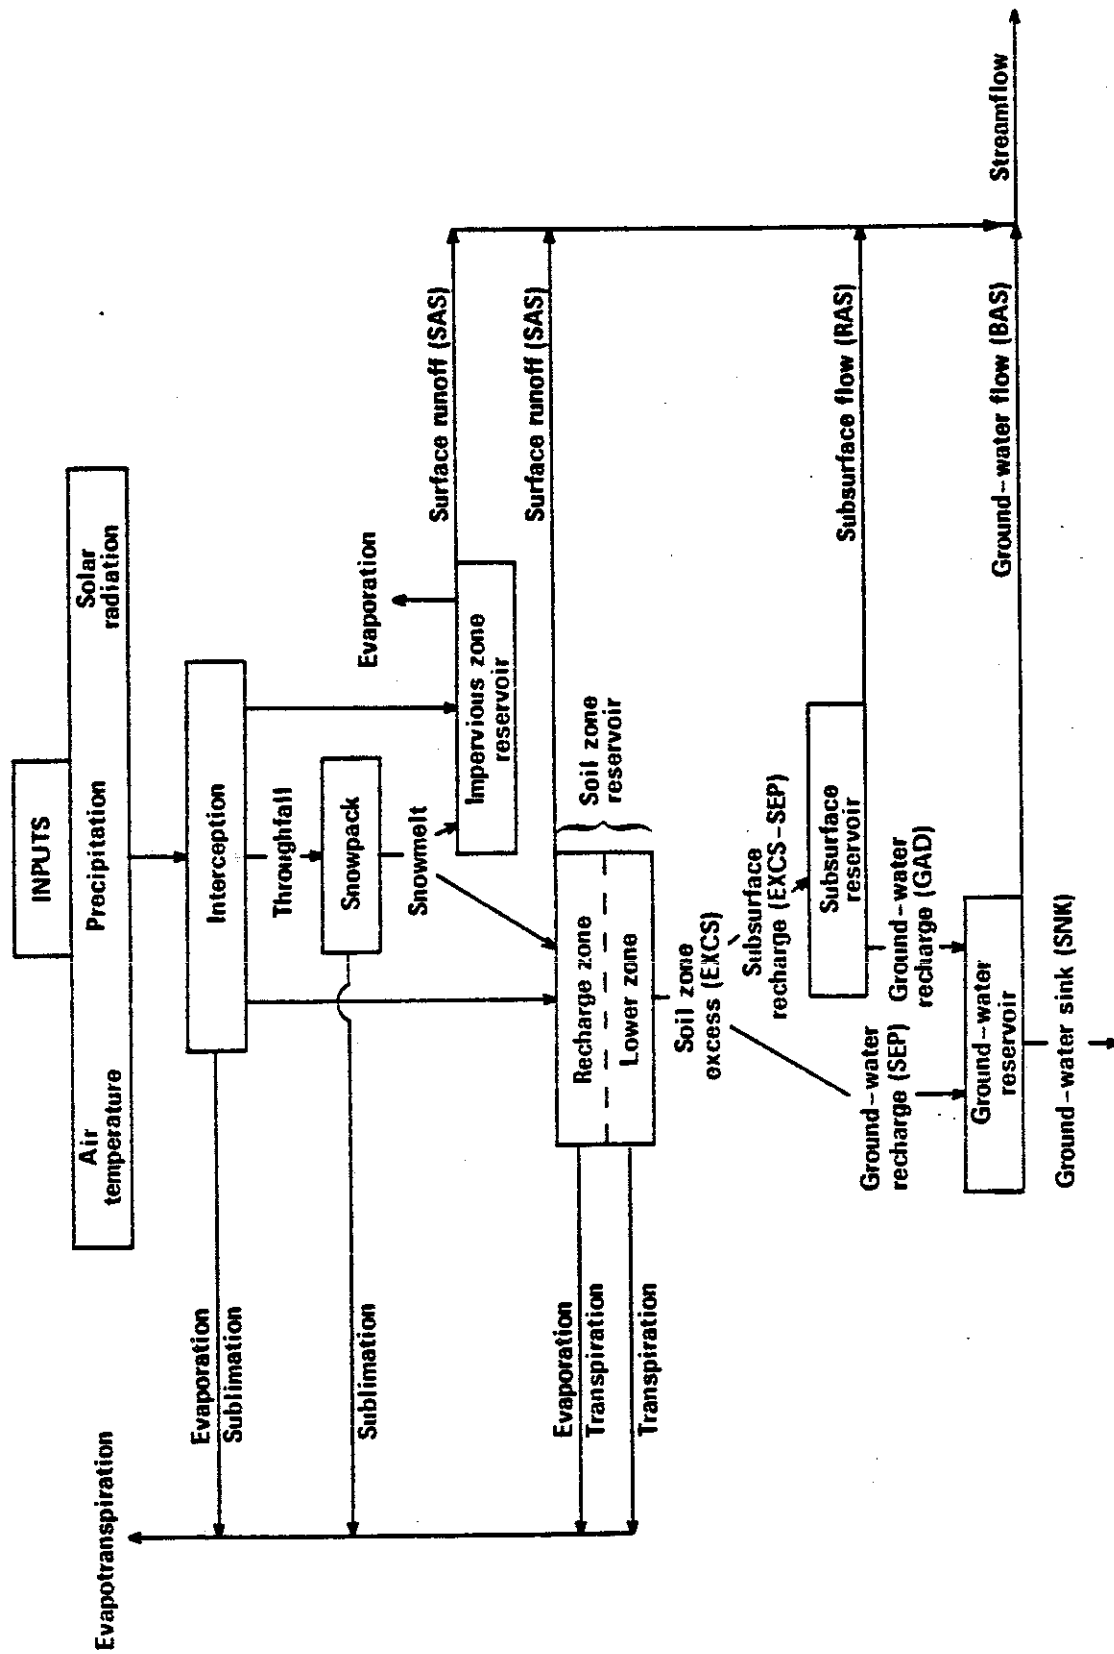 INPUTS
Air
temperature
Precipitation
Solar
radiation
Evapotranspiration
Evaporation
Sublimation
Interception
Throughfall
Sublimation
Snowpack
Evaporation
Snowmelt
Impervious zone
reservoir
Surface runoff (SAS)
Surface runoff (SAS)
Evaporation
Transpiration
Transpiration
Recharge zone
Lower zone
Soil zone
reservoir
Soil zone
excess (EXCS)
Subsurface
recharge (EXCS-SEP)
Subsurface
reservoir
Subsurface flow (RAS)
Ground-water
recharge (SEP)
Ground-water
recharge (GAD)
Ground-water
reservoir
Ground-water flow (BAS)
Streamflow
Ground-water sink (SNK)